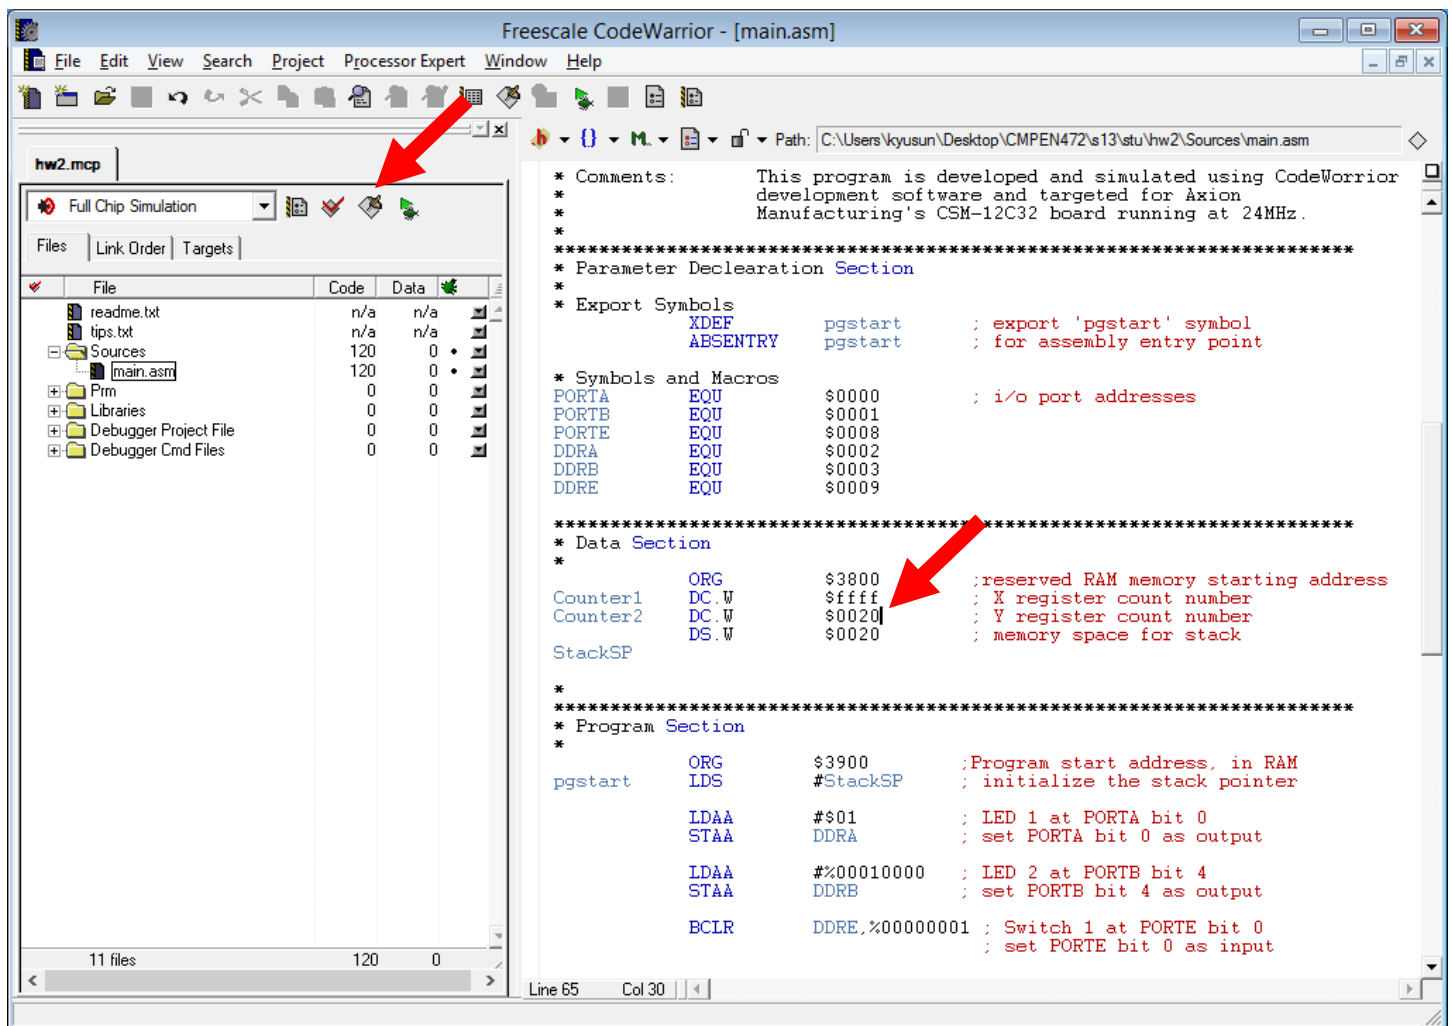 Freescale CodeWarrior - [main.asm]
File Edit View Search Project Processor Expert Window Help
Path: C:\Users\kyusun\Desktop\CMPEN472\s13\stu\hw2\Sources\main.asm
hw2.mcp
Full Chip Simulation
Files Link Order Targets
File Code Data
readme.txt n/a n/a
tips.txt n/a n/a
Sources 120 0
main.asm 120 0
Prm 0 0
Libraries 0 0
Debugger Project File 0 0
Debugger Cmd Files 0 0
11 files 120 0
* Comments: This program is developed and simulated using CodeWorrior
* development software and targeted for Axion
* Manufacturing's CSM-12C32 board running at 24MHz.
*
***********************************************************************
* Parameter Declearation Section
*
* Export Symbols
XDEF pgstart ; export 'pgstart' symbol
ABSENTRY pgstart ; for assembly entry point
* Symbols and Macros
PORTA EQU $0000 ; i/o port addresses
PORTB EQU $0001
PORTE EQU $0008
DDRA EQU $0002
DDRB EQU $0003
DDRE EQU $0009
***********************************************************************
* Data Section
*
ORG $3800 ;reserved RAM memory starting address
Counter1 DC.W $ffff ; X register count number
Counter2 DC.W $0020 ; Y register count number
DS.W $0020 ; memory space for stack
StackSP
*
***********************************************************************
* Program Section
*
ORG $3900 ;Program start address, in RAM
pgstart LDS #StackSP ; initialize the stack pointer
LDAA #$01 ; LED 1 at PORTA bit 0
STAA DDRA ; set PORTA bit 0 as output
LDAA #%00010000 ; LED 2 at PORTB bit 4
STAA DDRB ; set PORTB bit 4 as output
BCLR DDRE,%00000001 ; Switch 1 at PORTE bit 0
; set PORTE bit 0 as input
Line 65 Col 30